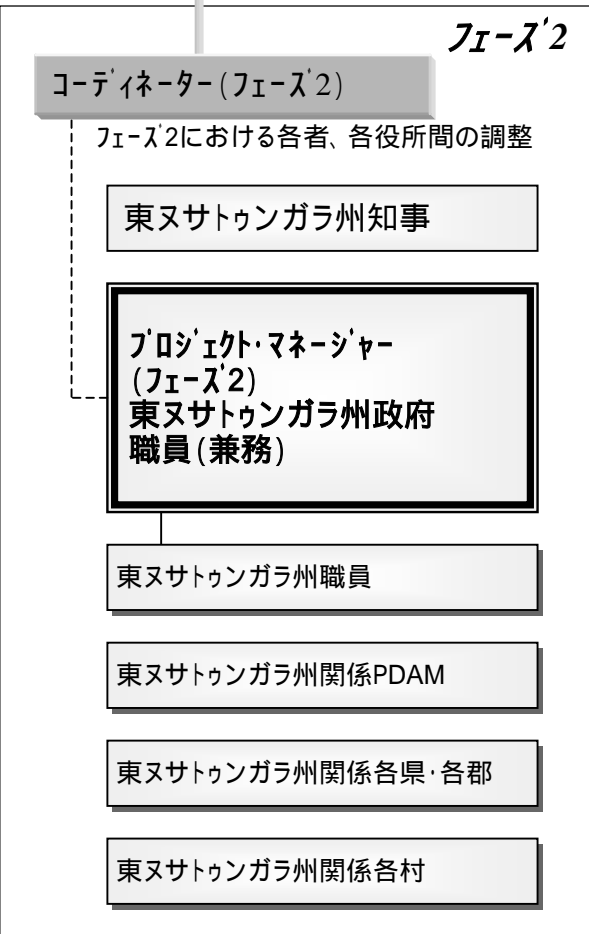 フェーズ2
コーディネーター(フェーズ2)
フェーズ2における各者、各役所間の調整
東ヌサトゥンガラ州知事
プロジェクト・マネージャー
(フェーズ2)
東ヌサトゥンガラ州政府
職員(兼務)
東ヌサトゥンガラ州職員
東ヌサトゥンガラ州関係PDAM
東ヌサトゥンガラ州関係各県・各郡
東ヌサトゥンガラ州関係各村